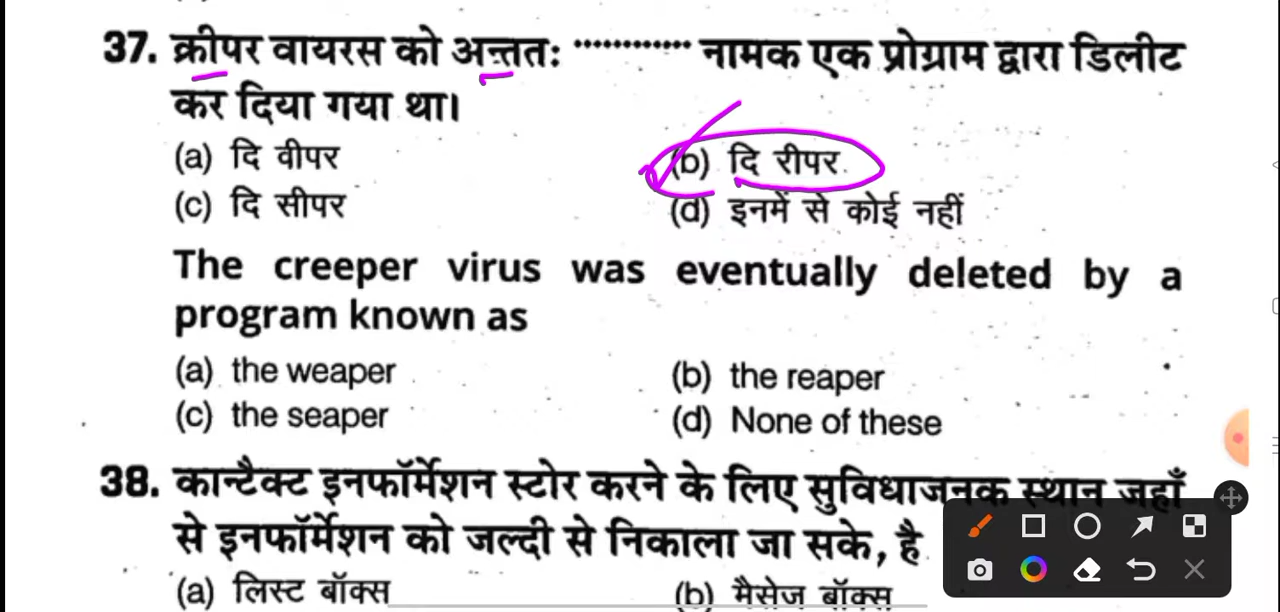 37. क्रीपर वायरस को अन्ततः ............ नामक एक प्रोग्राम द्वारा डिलीट
कर दिया गया था।
(a) दि वीपर (b) दि रीपर
(c) दि सीपर (d) इनमें से कोई नहीं
The creeper virus was eventually deleted by a
program known as
(a) the weaper (b) the reaper
(c) the seaper (d) None of these
38. कान्टैक्ट इनफॉर्मेशन स्टोर करने के लिए सुविधाजनक स्थान जहाँ
से इनफॉर्मेशन को जल्दी से निकाला जा सके, है
(a) लिस्ट बॉक्स (b) मैसेज बॉक्स